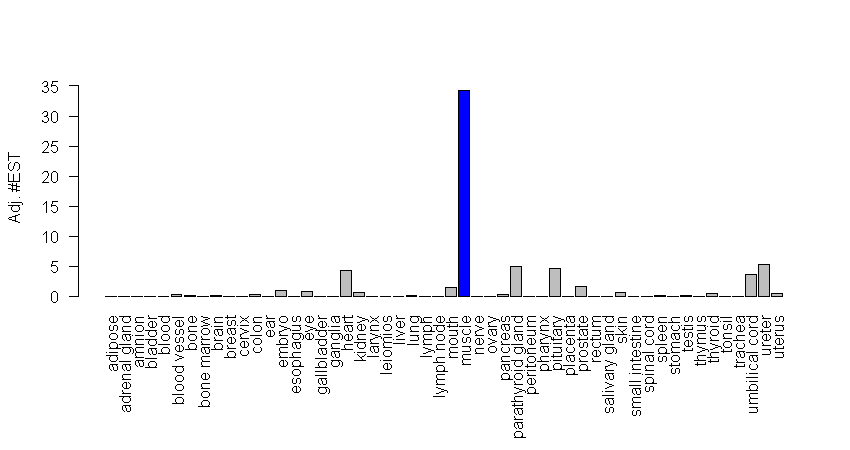 Adj. #EST
35
30
25
20
15
10
5
0
adipose
adrenal gland
amnion
bladder
blood
blood vessel
bone
bone marrow
brain
breast
cervix
colon
ear
embryo
esophagus
eye
gallbladder
ganglia
heart
kidney
larynx
leiomios
liver
lung
lymph
lymph node
mouth
muscle
nerve
ovary
pancreas
parathyroid gland
peritoneum
pharynx
pituitary
placenta
prostate
rectum
salivary gland
skin
small intestine
spinal cord
spleen
stomach
testis
thymus
thyroid
tonsil
trachea
umbilical cord
ureter
uterus